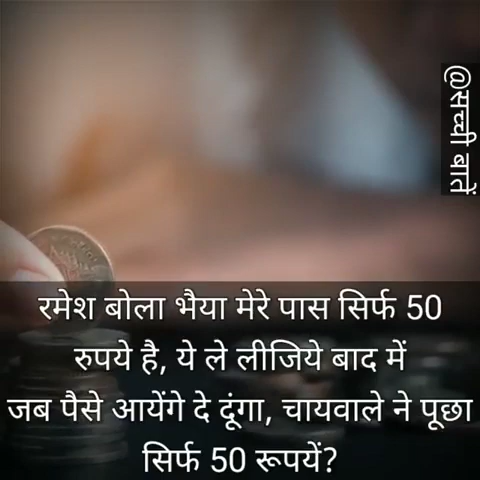 @सच्ची बातें
रमेश बोला भैया मेरे पास सिर्फ 50
रुपये है, ये ले लीजिये बाद में
जब पैसे आयेंगे दे दूंगा, चायवाले ने पूछा
सिर्फ 50 रूपयें?